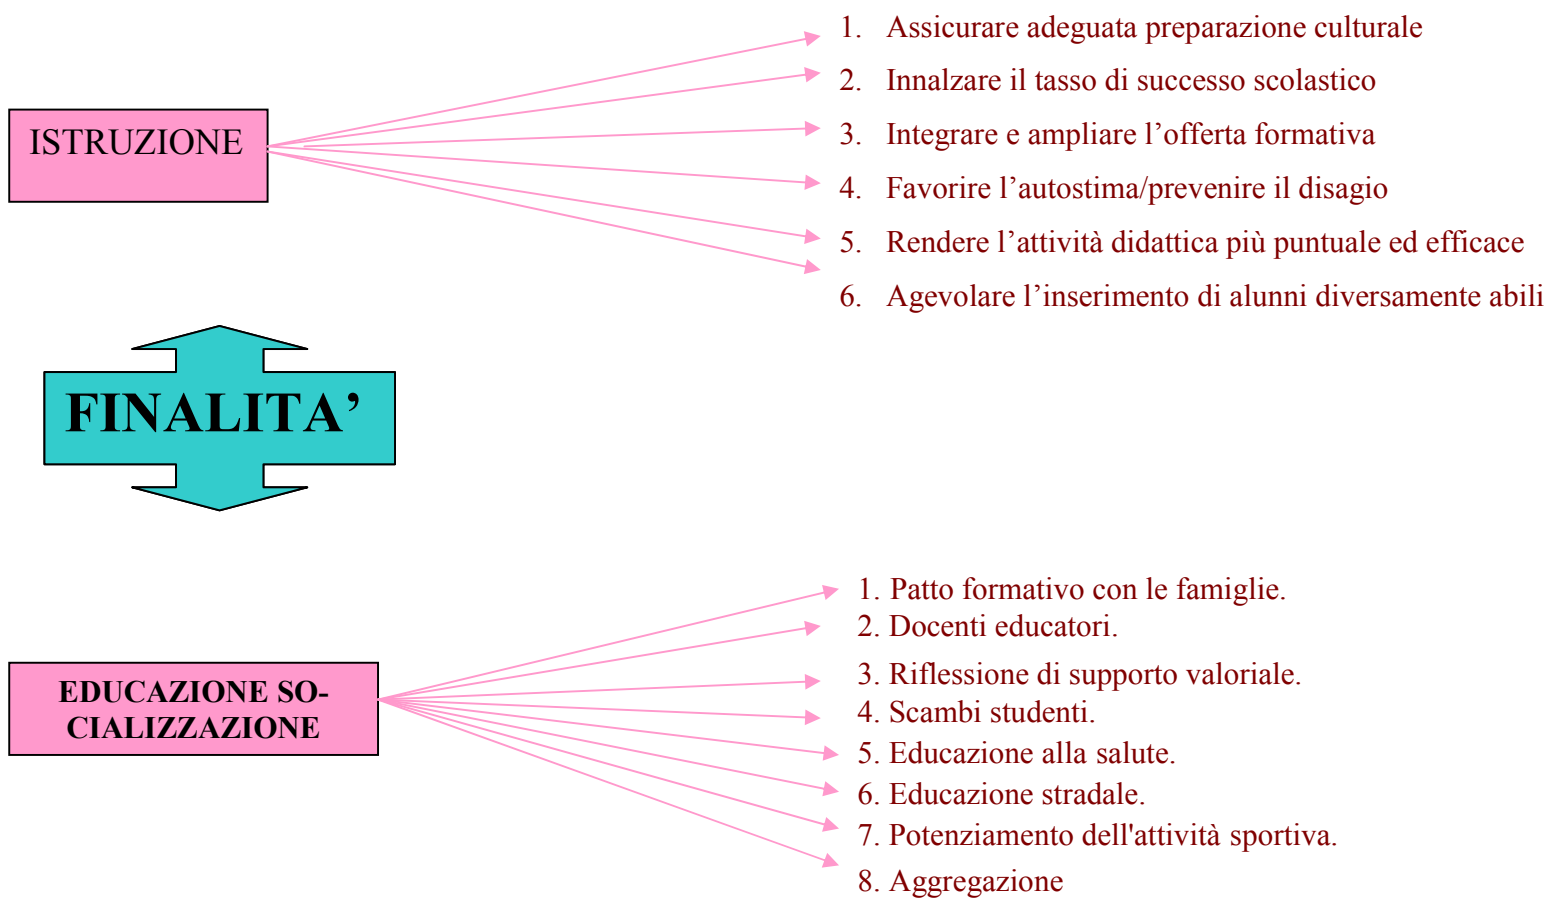 1. Assicurare adeguata preparazione culturale
2. Innalzare il tasso di successo scolastico
ISTRUZIONE
3. Integrare e ampliare l’offerta formativa
4. Favorire l’autostima/prevenire il disagio
5. Rendere l’attività didattica più puntuale ed efficace
6. Agevolare l’inserimento di alunni diversamente abili
FINALITA’
1. Patto formativo con le famiglie.
2. Docenti educatori.
EDUCAZIONE SO-
CIALIZZAZIONE
3. Riflessione di supporto valoriale.
4. Scambi studenti.
5. Educazione alla salute.
6. Educazione stradale.
7. Potenziamento dell'attività sportiva.
8. Aggregazione